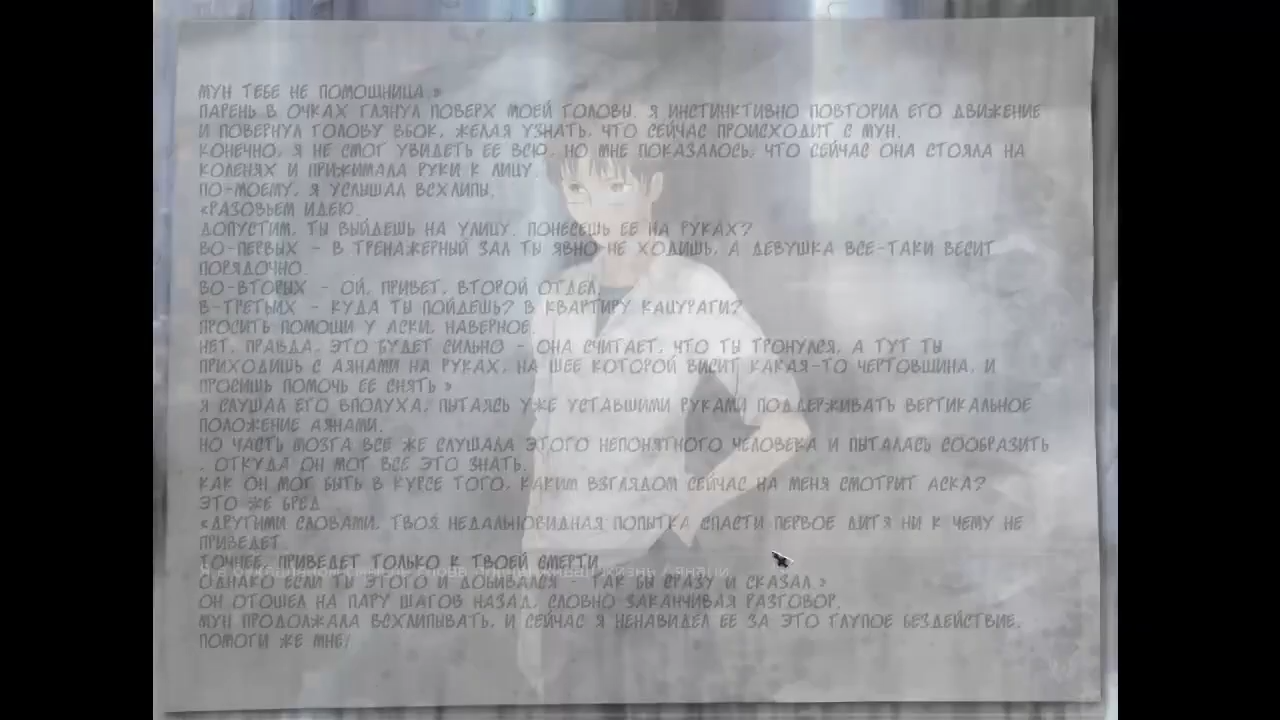 МУН ТЕБЕ НЕ ПОМОЩНИЦА.»
ПАРЕНЬ В ОЧКАХ ГЛЯНУЛ ПОВЕРХ МОЕЙ ГОЛОВЫ. Я ИНСТИНКТИВНО ПОВТОРИЛ ЕГО ДВИЖЕНИЕ
И ПОВЕРНУЛ ГОЛОВУ ВБОК, ЖЕЛАЯ УЗНАТЬ, ЧТО СЕЙЧАС ПРОИСХОДИТ С МУН.
КОНЕЧНО, Я НЕ СМОГ УВИДЕТЬ ЕЕ ВСЮ, НО МНЕ ПОКАЗАЛОСЬ, ЧТО СЕЙЧАС ОНА СТОЯЛА НА
КОЛЕНЯХ И ПРИЖИМАЛА РУКИ К ЛИЦУ.
ПО-МОЕМУ, Я УСЛЫШАЛ ВСХЛИПЫ.
«РАЗОВЬЕМ ИДЕЮ.
ДОПУСТИМ, ТЫ ВЫЙДЕШЬ НА УЛИЦУ. ПОНЕСЕШЬ ЕЕ НА РУКАХ?
ВО-ПЕРВЫХ - В ТРЕНАЖЕРНЫЙ ЗАЛ ТЫ ЯВНО НЕ ХОДИШЬ, А ДЕВУШКА ВСЕ-ТАКИ ВЕСИТ
ПОРЯДОЧНО.
ВО-ВТОРЫХ - ОЙ, ПРИВЕТ, ВТОРОЙ ОТДЕЛ.
В-ТРЕТЬИХ - КУДА ТЫ ПОЙДЕШЬ? В КВАРТИРУ КАЦУРАГИ?
ПРОСИТЬ ПОМОЩИ У АСКИ, НАВЕРНОЕ.
НЕТ, ПРАВДА, ЭТО БУДЕТ СИЛЬНО - ОНА СЧИТАЕТ, ЧТО ТЫ ТРОНУЛСЯ, А ТУТ ТЫ
ПРИХОДИШЬ С АЯНАМИ НА РУКАХ, НА ШЕЕ КОТОРОЙ ВИСИТ КАКАЯ-ТО ЧЕРТОВЩИНА, И
ПРОСИШЬ ПОМОЧЬ ЕЕ СНЯТЬ.»
Я СЛУШАЛ ЕГО ВПОЛУХА, ПЫТАЯСЬ УЖЕ УСТАВШИМИ РУКАМИ ПОДДЕРЖИВАТЬ ВЕРТИКАЛЬНОЕ
ПОЛОЖЕНИЕ АЯНАМИ.
НО ЧАСТЬ МОЗГА ВСЕ ЖЕ СЛУШАЛА ЭТОГО НЕПОНЯТНОГО ЧЕЛОВЕКА И ПЫТАЛАСЬ СООБРАЗИТЬ
, ОТКУДА ОН МОГ ВСЕ ЭТО ЗНАТЬ.
КАК ОН МОГ БЫТЬ В КУРСЕ ТОГО, КАКИМ ВЗГЛЯДОМ СЕЙЧАС НА МЕНЯ СМОТРИТ АСКА?
ЭТО ЖЕ БРЕД.
«ДРУГИМИ СЛОВАМИ, ТВОЯ НЕДАЛЬНОВИДНАЯ ПОПЫТКА СПАСТИ ПЕРВОЕ ДИТЯ НИ К ЧЕМУ НЕ
ПРИВЕДЕТ.
ТОЧНЕЕ, ПРИВЕДЕТ ТОЛЬКО К ТВОЕЙ СМЕРТИ.
ОДНАКО ЕСЛИ ТЫ ЭТОГО И ДОБИВАЛСЯ - ТАК БЫ СРАЗУ И СКАЗАЛ.»
ОН ОТОШЕЛ НА ПАРУ ШАГОВ НАЗАД, СЛОВНО ЗАКАНЧИВАЯ РАЗГОВОР.
МУН ПРОДОЛЖАЛА ВСХЛИПЫВАТЬ, И СЕЙЧАС Я НЕНАВИДЕЛ ЕЕ ЗА ЭТО ГЛУПОЕ БЕЗДЕЙСТВИЕ.
ПОМОГИ ЖЕ МНЕ!